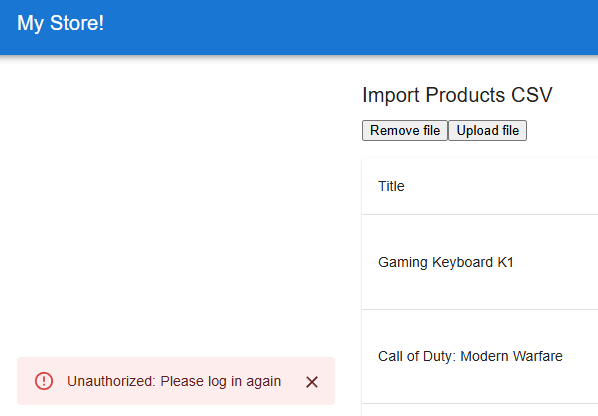 My Store!
Import Products CSV
Remove file Upload file
Title
Gaming Keyboard K1
Call of Duty: Modern Warfare
Unauthorized: Please log in again